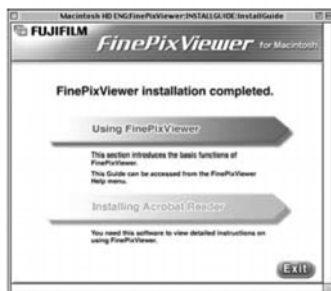 Macintosh HD ENG:FinePixViewer:INSTALLGUIDE:InstallGuide
FUJIFILM
FinePixViewer for Macintosh
FinePixViewer installation completed.
Using FinePixViewer
This section introduces the basic functions of
FinePixViewer.
This Guide can be accessed from the FinePixViewer
Help menu.
Installing Acrobat Reader
You need this software to view detailed instructions on
using FinePixViewer.
Exit